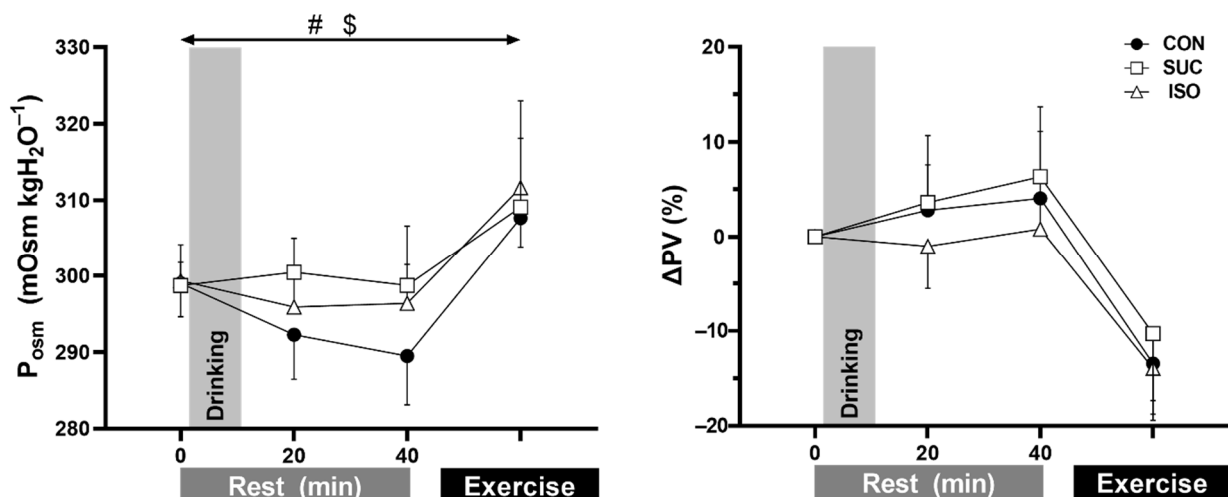 # $
330
320
310
300
290
280
P_osm (mOsm kgH₂O⁻¹)
Drinking
0 20 40
Rest (min) Exercise
20
10
0
–10
–20
ΔPV (%)
Drinking
CON
SUC
ISO
0 20 40
Rest (min) Exercise